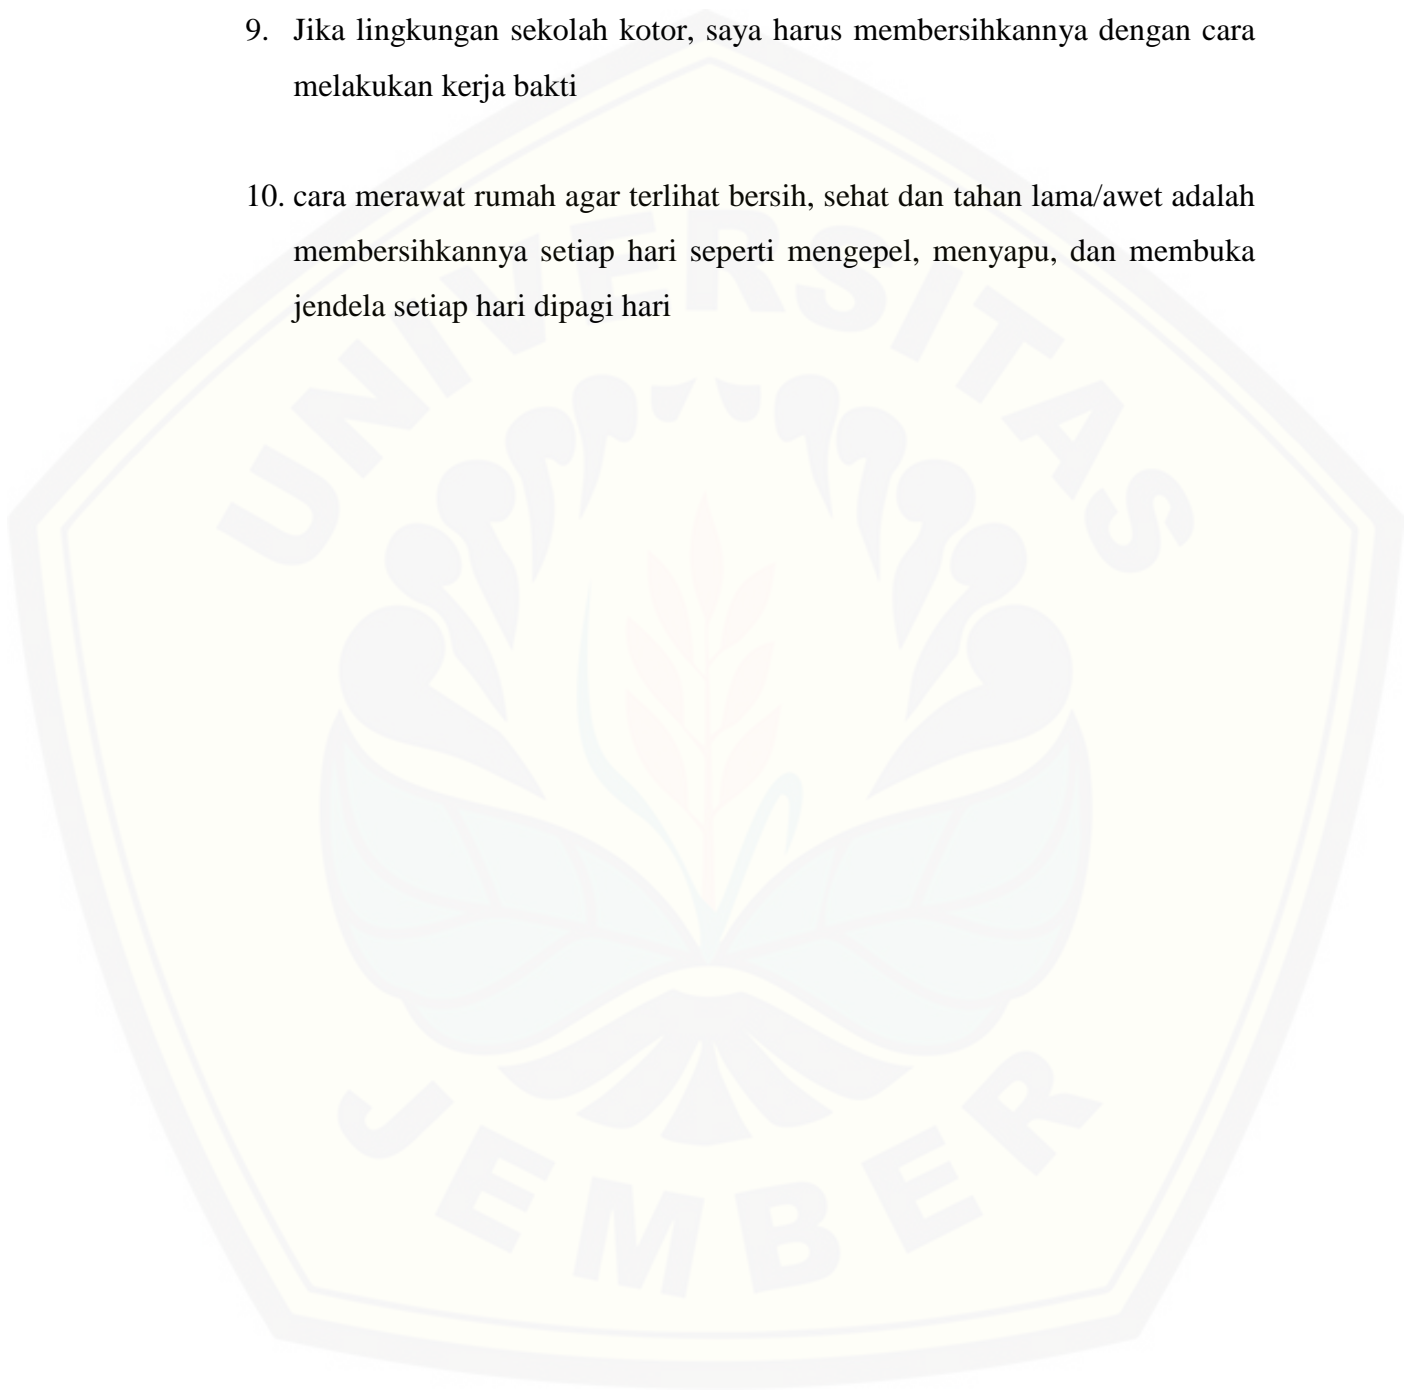 9. Jika lingkungan sekolah kotor, saya harus membersihkannya dengan cara
melakukan kerja bakti
10. cara merawat rumah agar terlihat bersih, sehat dan tahan lama/awet adalah
membersihkannya setiap hari seperti mengepel, menyapu, dan membuka
jendela setiap hari dipagi hari
UNIVERSITAS
JEMBER